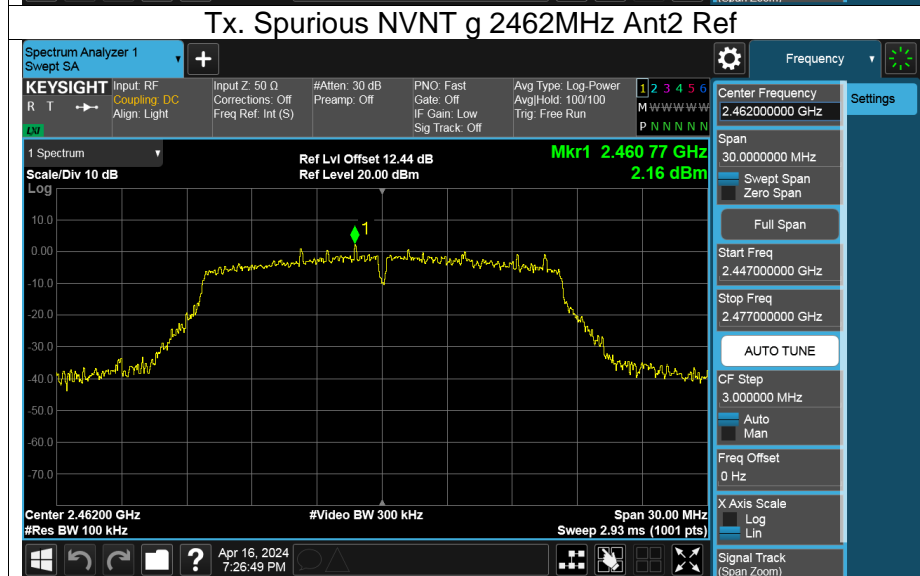 (Span Zoom)
Tx. Spurious NVNT g 2462MHz Ant2 Ref
Spectrum Analyzer 1
Swept SA
+
Frequency
KEYSIGHT
R T
LXI
Input: RF
Coupling: DC
Align: Light
Input Z: 50 Ω
Corrections: Off
Freq Ref: Int (S)
#Atten: 30 dB
Preamp: Off
PNO: Fast
Gate: Off
IF Gain: Low
Sig Track: Off
Avg Type: Log-Power
Avg|Hold: 100/100
Trig: Free Run
1 2 3 4 5 6
M W W W W W
P N N N N N
1 Spectrum
Scale/Div 10 dB
Log
Ref Lvl Offset 12.44 dB
Ref Level 20.00 dBm
Mkr1 2.460 77 GHz
2.16 dBm
10.0
0.00
-10.0
-20.0
-30.0
-40.0
-50.0
-60.0
-70.0
1
Center 2.46200 GHz
#Res BW 100 kHz
#Video BW 300 kHz
Span 30.00 MHz
Sweep 2.93 ms (1001 pts)
Center Frequency
2.462000000 GHz
Settings
Span
30.0000000 MHz
Swept Span
Zero Span
Full Span
Start Freq
2.447000000 GHz
Stop Freq
2.477000000 GHz
AUTO TUNE
CF Step
3.000000 MHz
Auto
Man
Freq Offset
0 Hz
X Axis Scale
Log
Lin
Signal Track
(Span Zoom)
?
Apr 16, 2024
7:26:49 PM